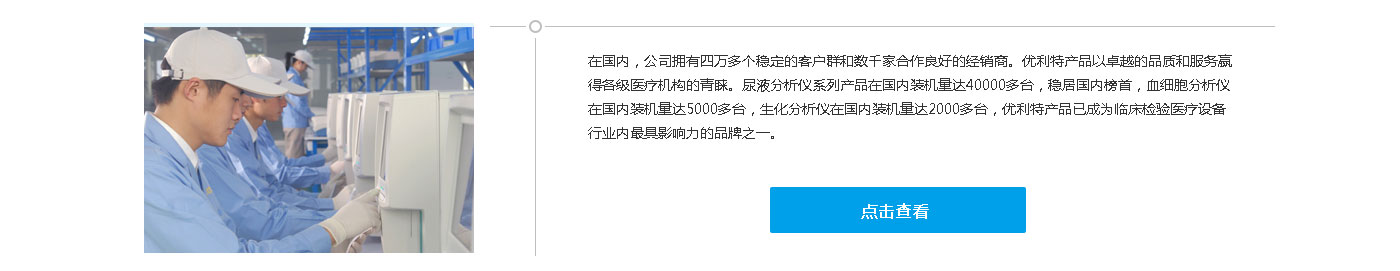 在国内，公司拥有四万多个稳定的客户群和数千家合作良好的经销商。优利特产品以卓越的品质和服务赢
得各级医疗机构的青睐。尿液分析仪系列产品在国内装机量达40000多台，稳居国内榜首，血细胞分析仪
在国内装机量达5000多台，生化分析仪在国内装机量达2000多台，优利特产品已成为临床检验医疗设备
行业内最具影响力的品牌之一。
点击查看